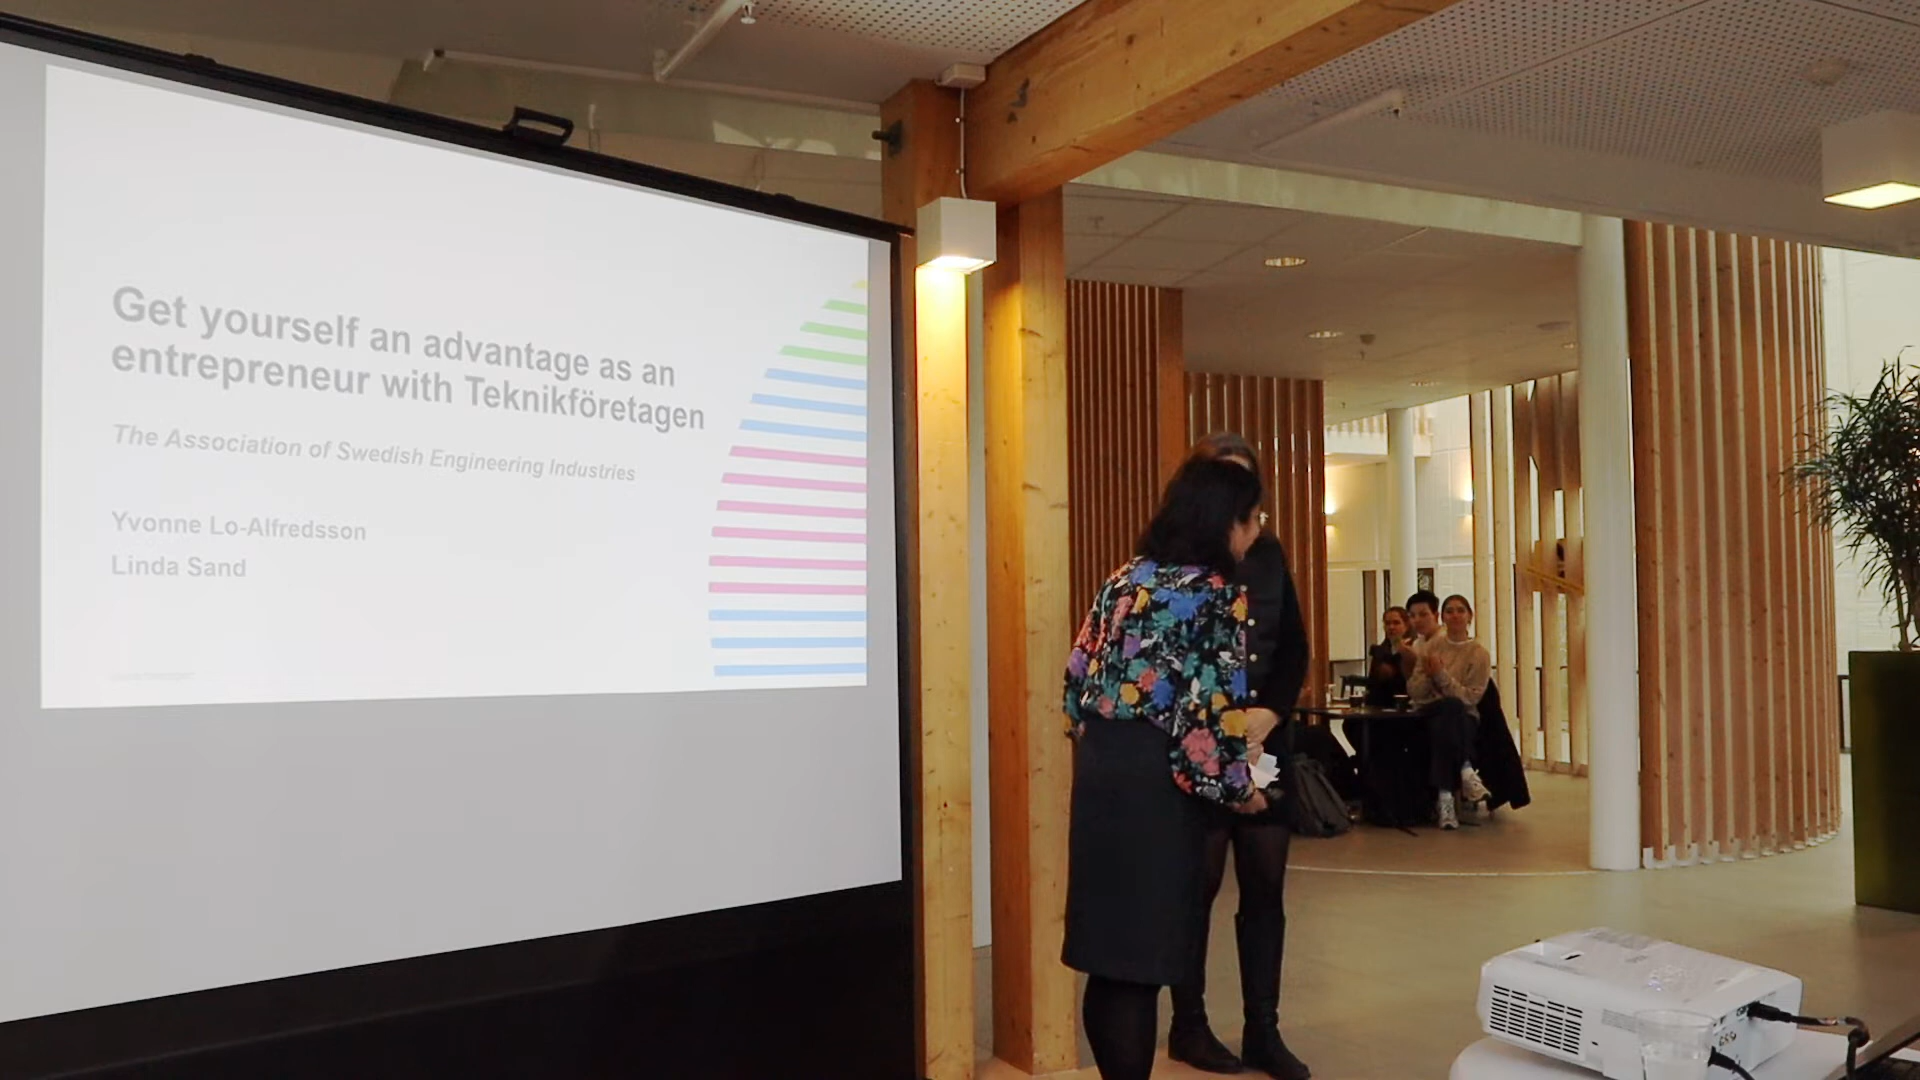 Get yourself an advantage as an
entrepreneur with Teknikföretagen
The Association of Swedish Engineering Industries
Yvonne Lo-Alfredsson
Linda Sand